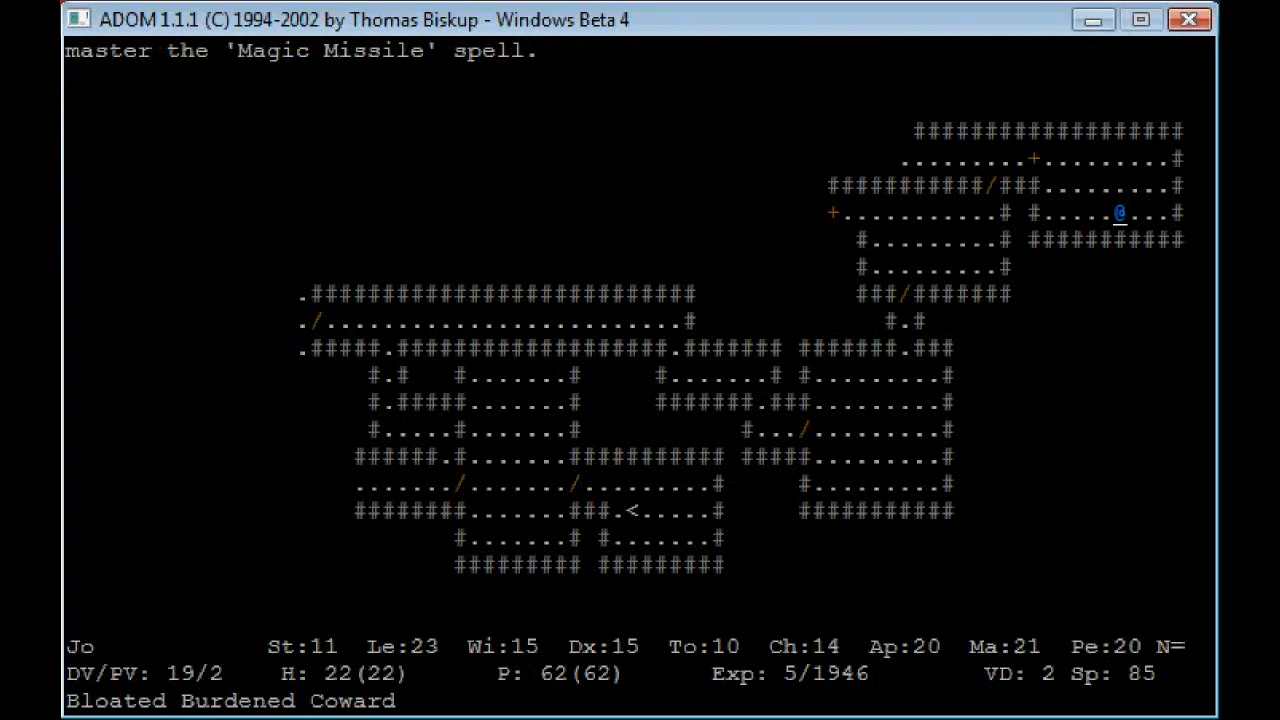 ADOM 1.1.1 (C) 1994-2002 by Thomas Biskup - Windows Beta 4
master the 'Magic Missile' spell.
Jo St:11 Le:23 Wi:15 Dx:15 To:10 Ch:14 Ap:20 Ma:21 Pe:20 N=
DV/PV: 19/2 H: 22(22) P: 62(62) Exp: 5/1946 VD: 2 Sp: 85
Bloated Burdened Coward